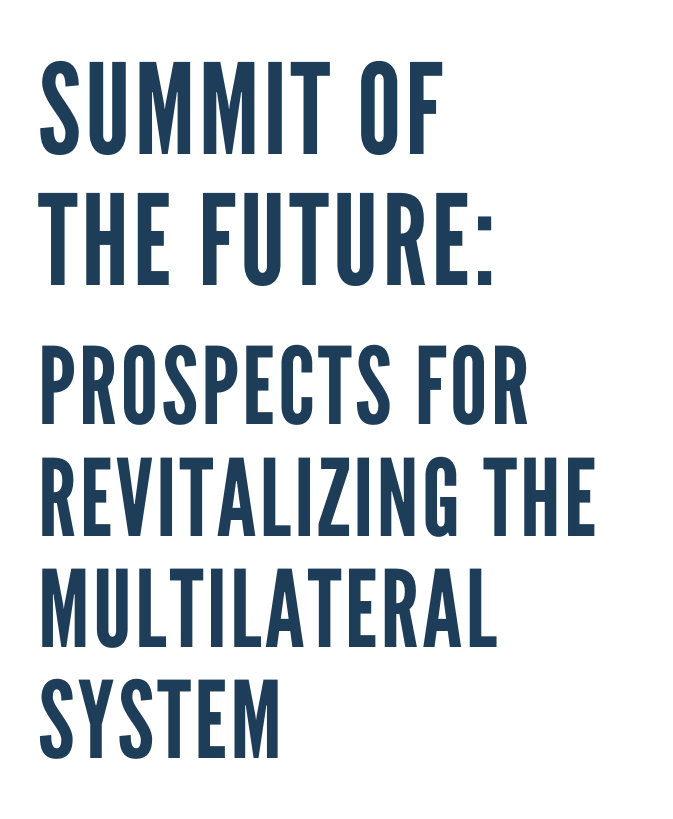 SUMMIT OF
THE FUTURE:
PROSPECTS FOR
REVITALIZING THE
MULTILATERAL
SYSTEM